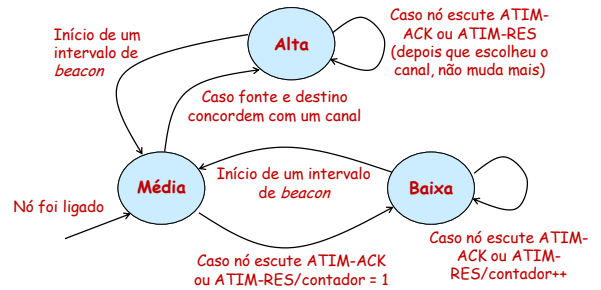 Início de um
intervalo de
beacon
Alta
Caso nó escute ATIM-
ACK ou ATIM-RES
(depois que escolheu o
canal, não muda mais)
Caso fonte e destino
concordem com um canal
Média
Início de um intervalo
de beacon
Baixa
Nó foi ligado
Caso nó escute ATIM-ACK
ou ATIM-RES/contador = 1
Caso nó escute ATIM-
ACK ou ATIM-
RES/contador++